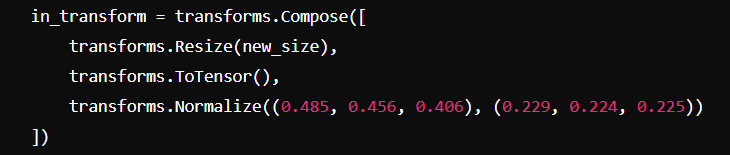 in_transform = transforms.Compose([
    transforms.Resize(new_size),
    transforms.ToTensor(),
    transforms.Normalize((0.485, 0.456, 0.406), (0.229, 0.224, 0.225))
])